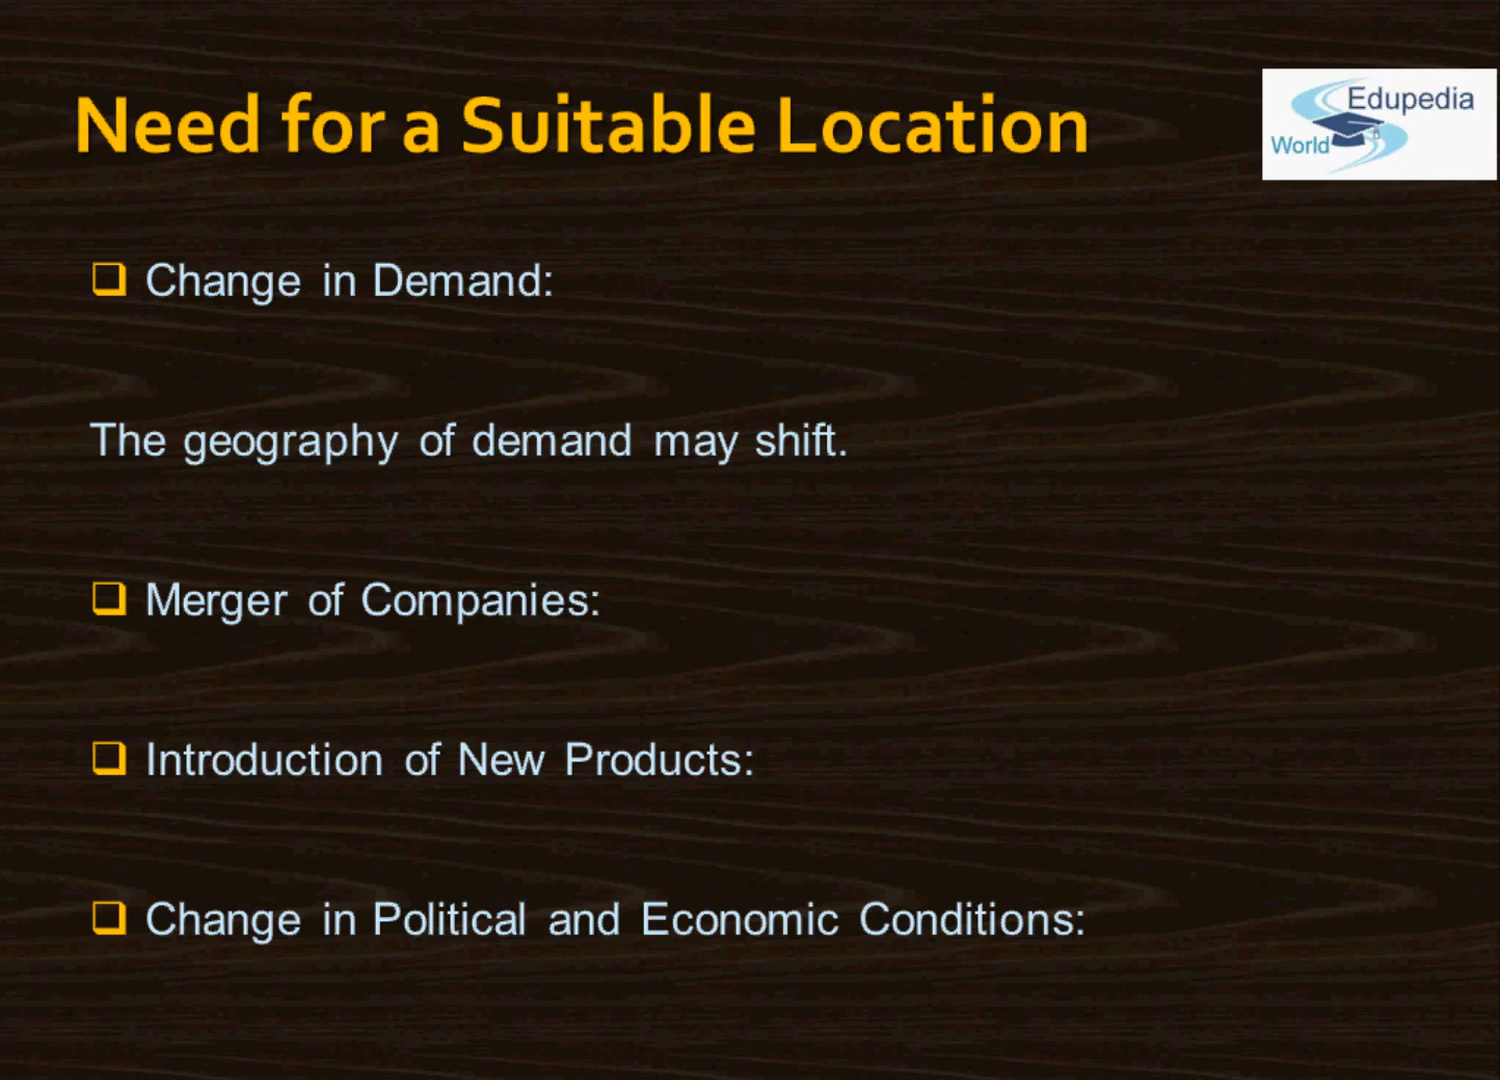 Need for a Suitable Location
Edupedia
World
Change in Demand:
The geography of demand may shift.
Merger of Companies:
Introduction of New Products:
Change in Political and Economic Conditions: